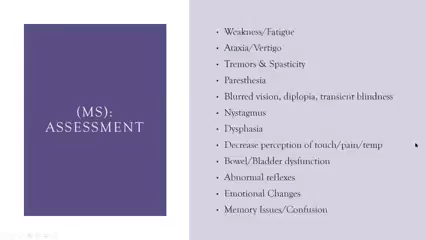 (MS):
ASSESSMENT
• Weakness/Fatigue
• Ataxia/Vertigo
• Tremors & Spasticity
• Paresthesia
• Blurred vision, diplopia, transient blindness
• Nystagmus
• Dysphasia
• Decrease perception of touch/pain/temp
• Bowel/Bladder dysfunction
• Abnormal reflexes
• Emotional Changes
• Memory Issues/Confusion